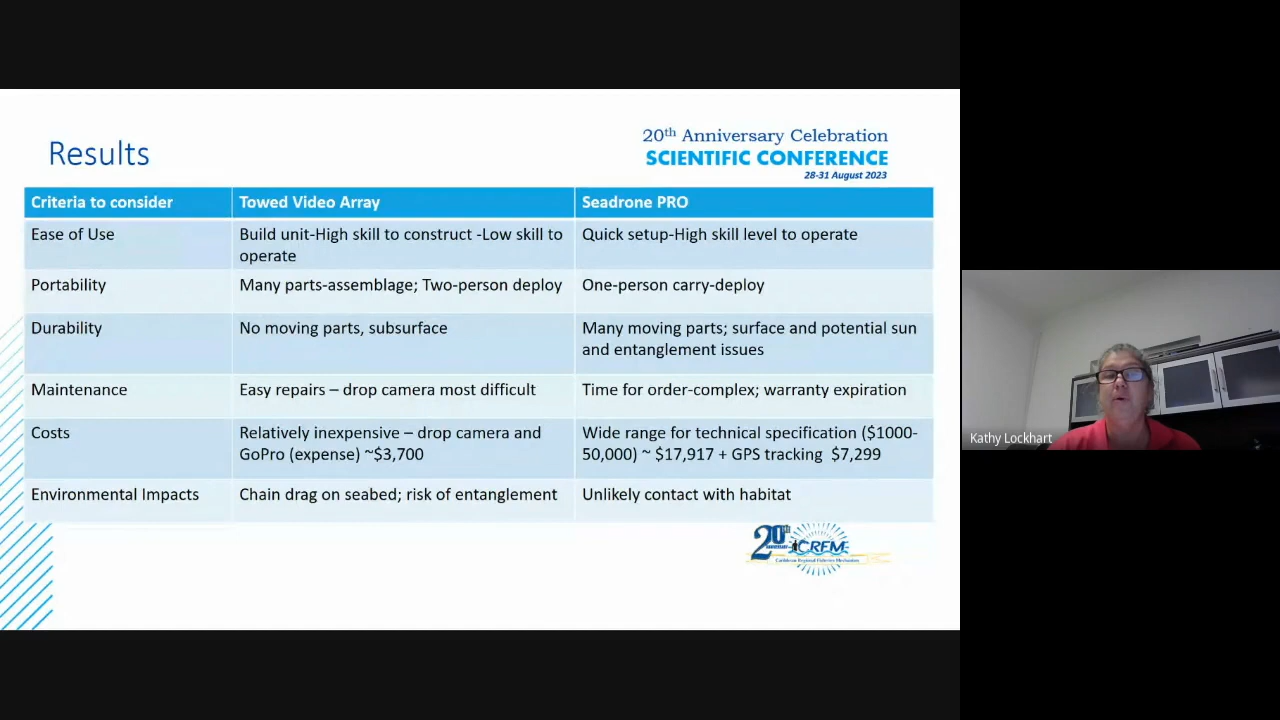 Results
20th Anniversary Celebration
SCIENTIFIC CONFERENCE
28-31 August 2023
Criteria to consider
Towed Video Array
Seadrone PRO
Ease of Use
Build unit-High skill to construct -Low skill to
operate
Quick setup-High skill level to operate
Portability
Many parts-assemblage; Two-person deploy
One-person carry-deploy
Durability
No moving parts, subsurface
Many moving parts; surface and potential sun
and entanglement issues
Maintenance
Easy repairs – drop camera most difficult
Time for order-complex; warranty expiration
Costs
Relatively inexpensive – drop camera and
GoPro (expense) ~$3,700
Wide range for technical specification ($1000-
50,000) ~ $17,917 + GPS tracking $7,299
Environmental Impacts
Chain drag on seabed; risk of entanglement
Unlikely contact with habitat
20th
CRFM
Caribbean Regional Fisheries Mechanism
Kathy Lockhart